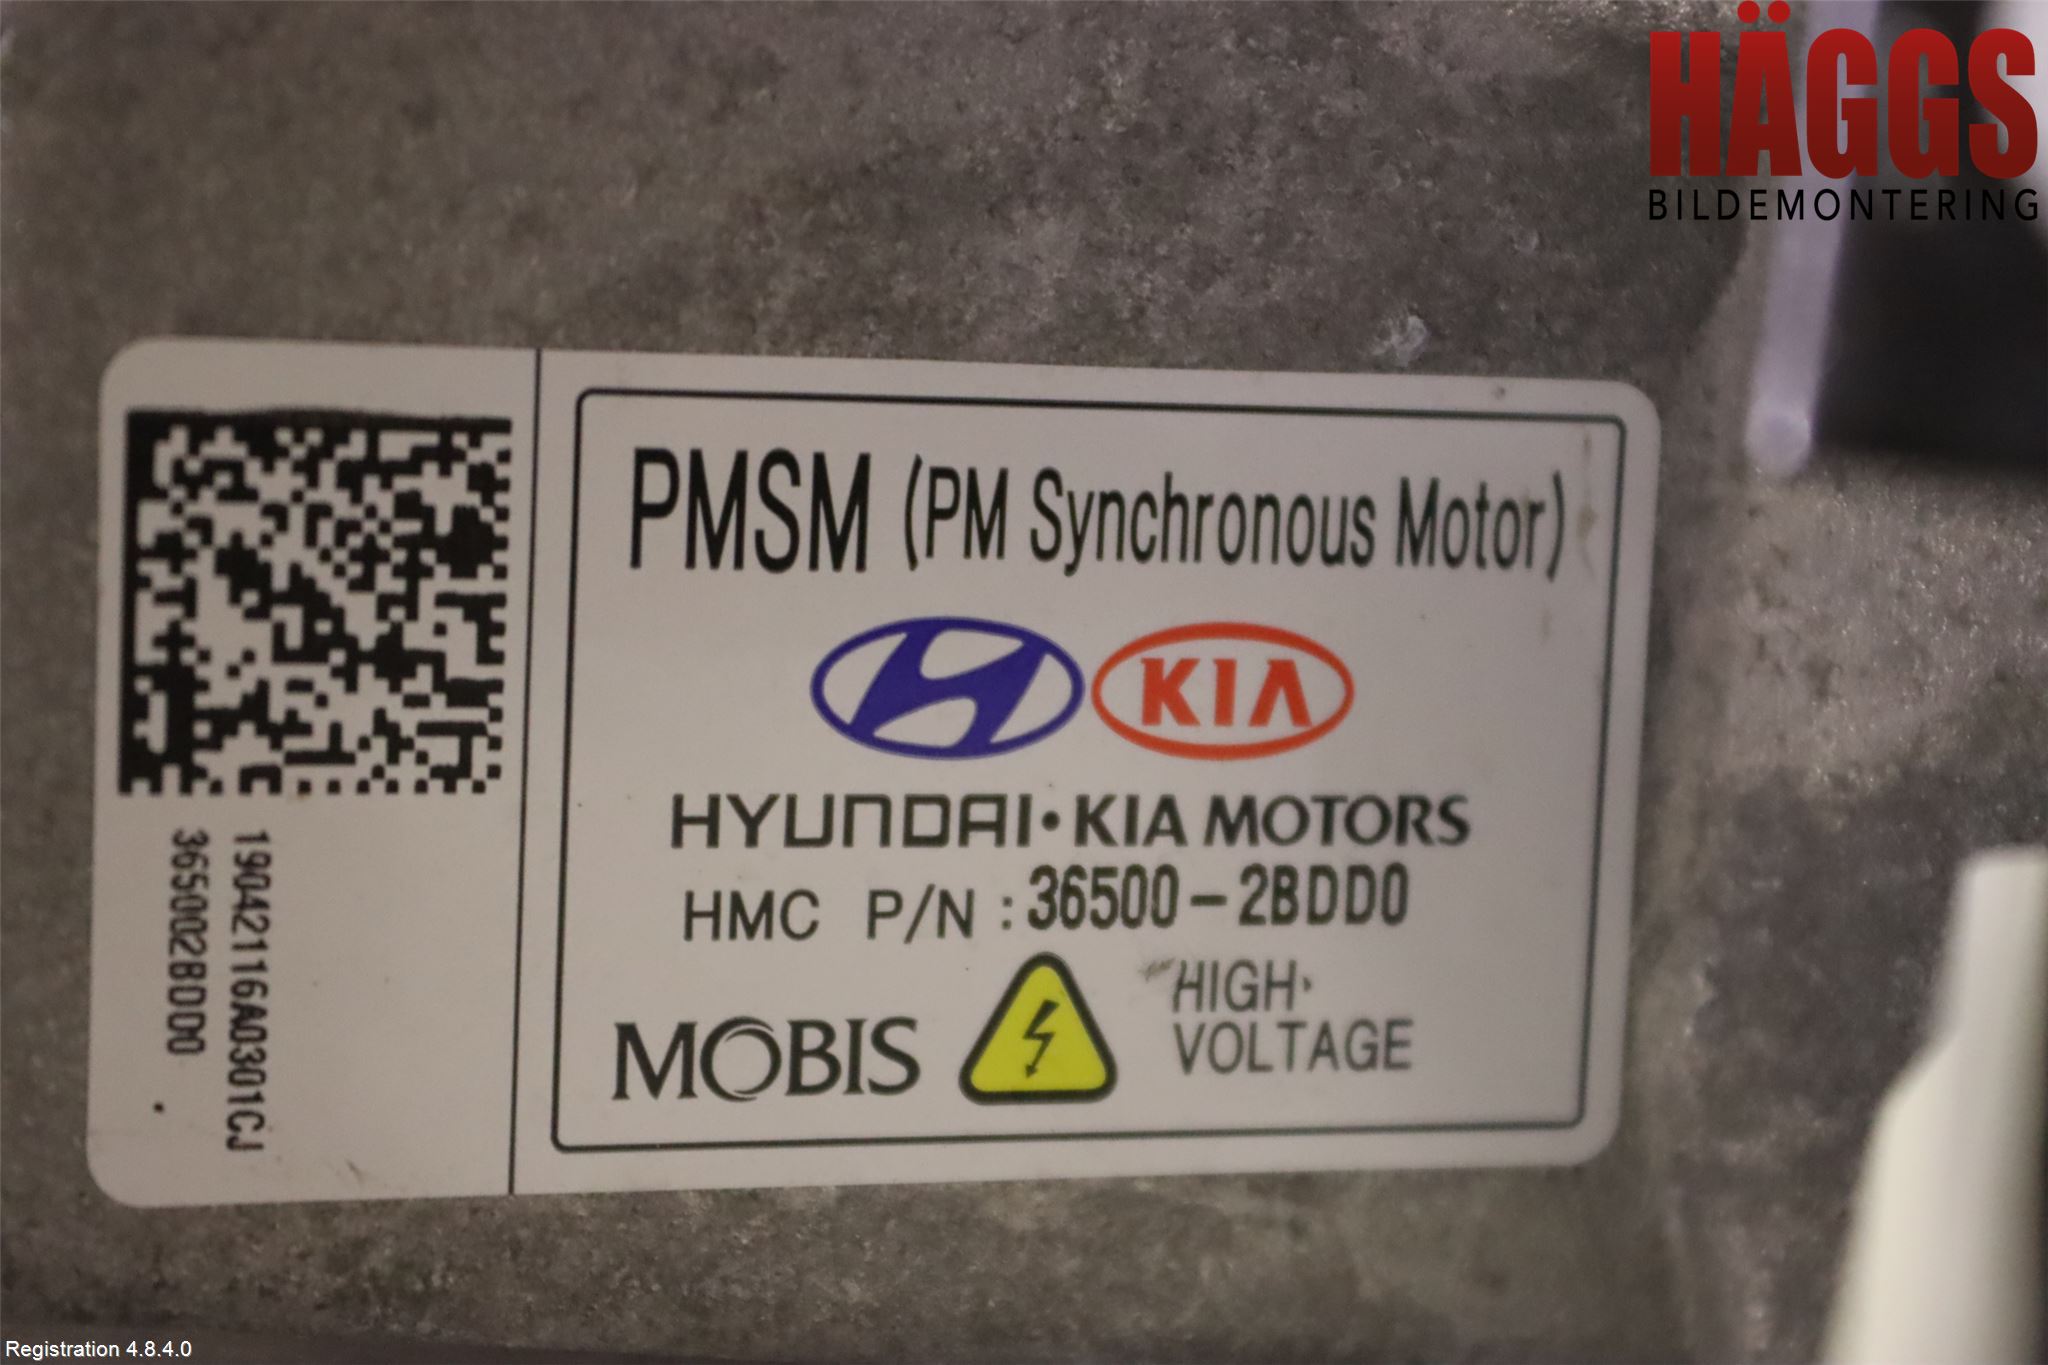 HÄGGS
BILDEMONTERING
PMSM (PM Synchronous Motor)
KIA
HYUNDAI·KIA MOTORS
HMC P/N : 36500-2BDD0
MOBIS
HIGH
VOLTAGE
19042116A0301CJ
365002BDD0
Registration 4.8.4.0